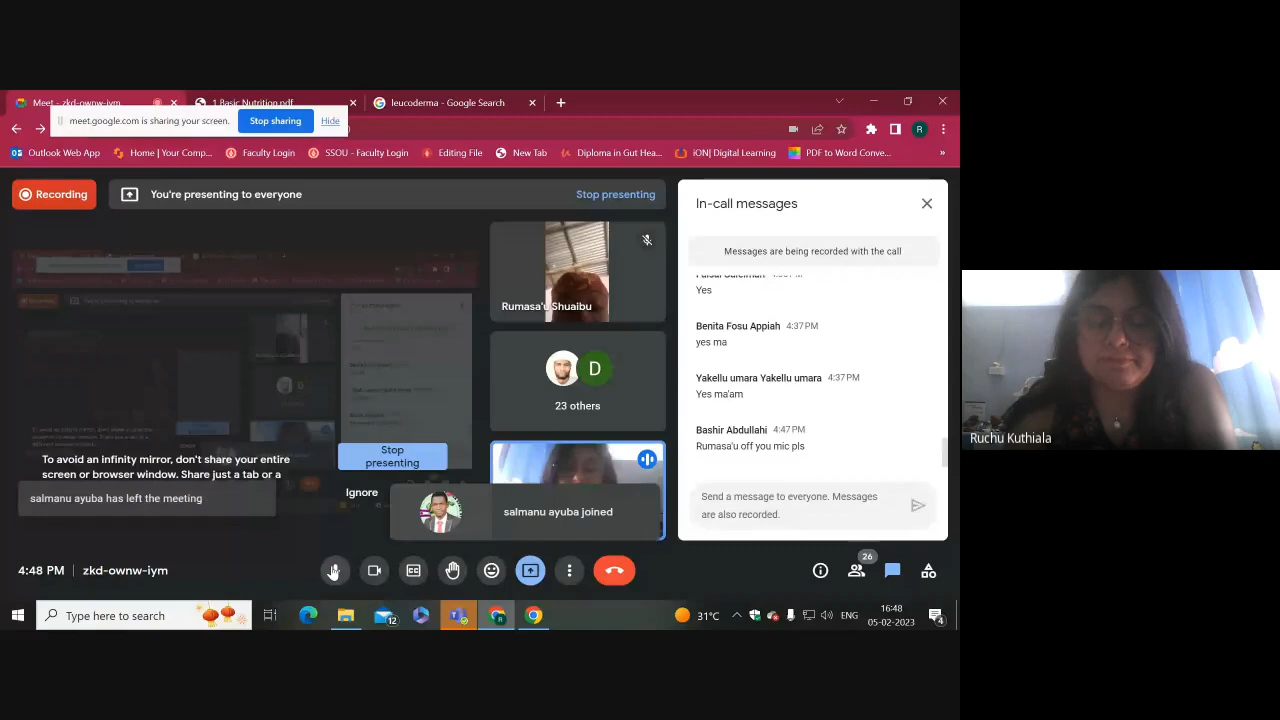 Meet - zkd-ownw-iym
1 Basic Nutrition.pdf
leucoderma - Google Search
meet.google.com is sharing your screen.
Stop sharing
Hide
R
Outlook Web App
Home | Your Comp...
Faculty Login
SSOU - Faculty Login
Editing File
New Tab
Diploma in Gut Hea...
iON| Digital Learning
PDF to Word Conve...
»
Recording
You're presenting to everyone
Stop presenting
Rumasa'u Shuaibu
D
23 others
To avoid an infinity mirror, don't share your entire
screen or browser window. Share just a tab or a
Stop
presenting
Ignore
salmanu ayuba has left the meeting
salmanu ayuba joined
In-call messages
Messages are being recorded with the call
Yes
Benita Fosu Appiah 4:37 PM
yes ma
Yakellu umara Yakellu umara 4:37 PM
Yes ma'am
Bashir Abdullahi 4:47 PM
Rumasa'u off you mic pls
Send a message to everyone. Messages
are also recorded.
Ruchu Kuthiala
4:48 PM
zkd-ownw-iym
26
Type here to search
12
31°C
ENG
16:48
05-02-2023
4